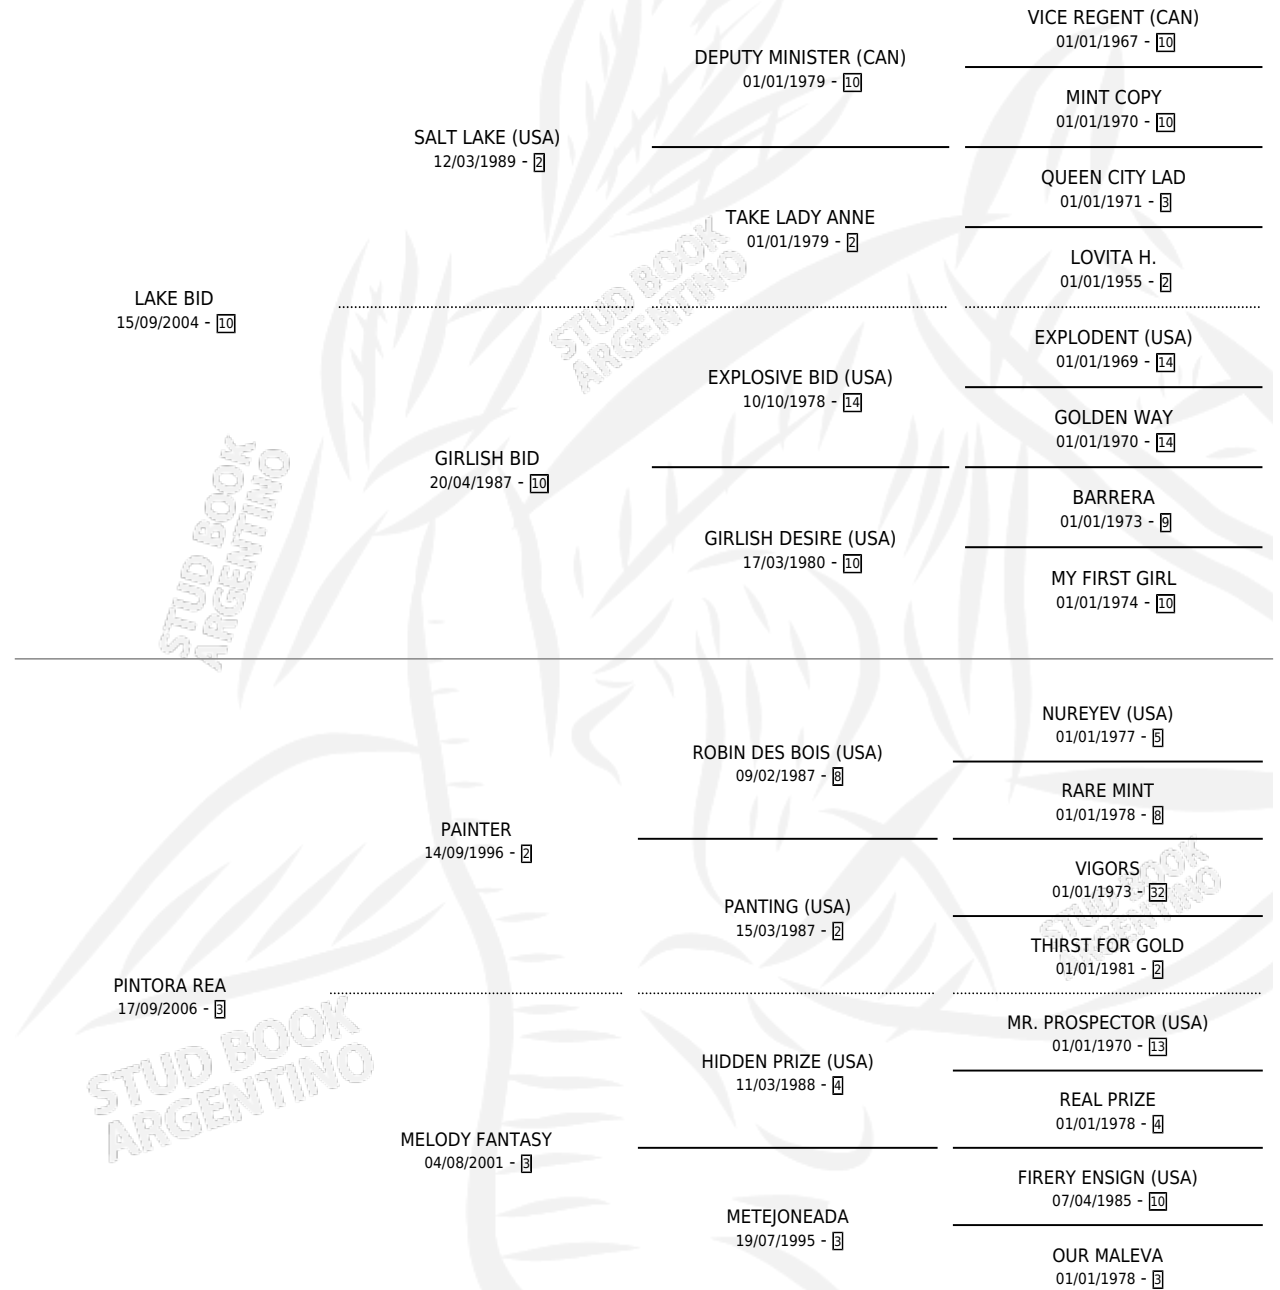 VICE REGENT (CAN)
01/01/1967 - 10
DEPUTY MINISTER (CAN)
01/01/1979 - 10
MINT COPY
01/01/1970 - 10
SALT LAKE (USA)
12/03/1989 - 2
QUEEN CITY LAD
01/01/1971 - 3
TAKE LADY ANNE
01/01/1979 - 2
LOVITA H.
01/01/1955 - 2
LAKE BID
15/09/2004 - 10
EXPLODENT (USA)
01/01/1969 - 14
EXPLOSIVE BID (USA)
10/10/1978 - 14
GOLDEN WAY
01/01/1970 - 14
GIRLISH BID
20/04/1987 - 10
BARRERA
01/01/1973 - 9
GIRLISH DESIRE (USA)
17/03/1980 - 10
MY FIRST GIRL
01/01/1974 - 10
NUREYEV (USA)
01/01/1977 - 5
ROBIN DES BOIS (USA)
09/02/1987 - 8
RARE MINT
01/01/1978 - 8
PAINTER
14/09/1996 - 2
VIGORS
01/01/1973 - 32
PANTING (USA)
15/03/1987 - 2
THIRST FOR GOLD
01/01/1981 - 2
PINTORA REA
17/09/2006 - 3
MR. PROSPECTOR (USA)
01/01/1970 - 13
HIDDEN PRIZE (USA)
11/03/1988 - 4
REAL PRIZE
01/01/1978 - 4
MELODY FANTASY
04/08/2001 - 3
FIRERY ENSIGN (USA)
07/04/1985 - 10
METEJONEADA
19/07/1995 - 3
OUR MALEVA
01/01/1978 - 3
STUD BOOK
ARGENTINO
STUD BOOK
ARGENTINO
STUD BOOK
ARGENTINO
STUD BOOK
ARGENTINO